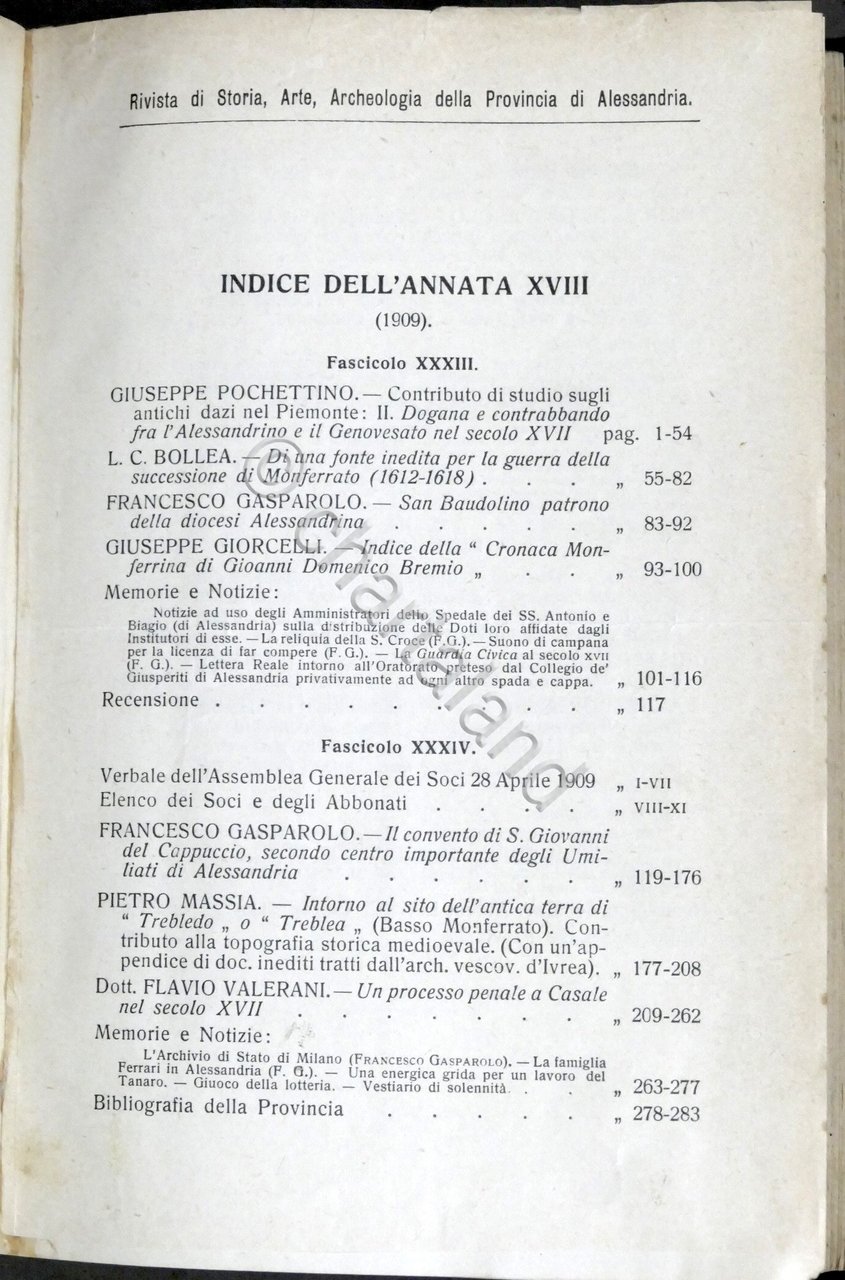 Rivista di Storia, Arte, Archeologia della Provincia di Alessandria.
INDICE DELL'ANNATA XVIII
(1909).
Fascicolo XXXIII.
GIUSEPPE POCHETTINO. — Contributo di studio sugli
antichi dazi nel Piemonte: II. Dogana e contrabbando
fra l'Alessandrino e il Genovesato nel secolo XVII pag. 1-54
L. C. BOLLEA. — Di una fonte inedita per la guerra della
successione di Monferrato (1612-1618) . . . „ 55-82
FRANCESCO GASPAROLO. — San Baudolino patrono
della diocesi Alessandrina . . . . . „ 83-92
GIUSEPPE GIORCELLI. — Indice della “ Cronaca Mon-
ferrina di Gioanni Domenico Bremio „ . . „ 93-100
Memorie e Notizie:
Notizie ad uso degli Amministratori dello Spedale dei SS. Antonio e
Biagio (di Alessandria) sulla distribuzione delle Doti loro affidate dagli
Institutori di esse. — La reliquia della S. Croce (F. G.). — Suono di campana
per la licenza di far compere (F. G.). — La Guardia Civica al secolo XVII
(F. G.). — Lettera Reale intorno all'Oratorato preteso dal Collegio de'
Giusperiti di Alessandria privativamente ad ogni altro spada e cappa. „ 101-116
Recensione . . . . . . . . . „ 117
Fascicolo XXXIV.
Verbale dell'Assemblea Generale dei Soci 28 Aprile 1909 „ I-VII
Elenco dei Soci e degli Abbonati . . . . „ VIII-XI
FRANCESCO GASPAROLO. — Il convento di S. Giovanni
del Cappuccio, secondo centro importante degli Umi-
liati di Alessandria . . . . . . „ 119-176
PIETRO MASSIA. — Intorno al sito dell'antica terra di
“ Trebledo „ o “ Treblea „ (Basso Monferrato). Con-
tributo alla topografia storica medioevale. (Con un'ap-
pendice di doc. inediti tratti dall'arch. vescov. d'Ivrea). „ 177-208
Dott. FLAVIO VALERANI. — Un processo penale a Casale
nel secolo XVII . . . . . . . „ 209-262
Memorie e Notizie:
L'Archivio di Stato di Milano (FRANCESCO GASPAROLO). — La famiglia
Ferrari in Alessandria (F. G.). — Una energica grida per un lavoro del
Tanaro. — Giuoco della lotteria. — Vestiario di solennità. . . „ 263-277
Bibliografia della Provincia . . . . . „ 278-283
© chartaland